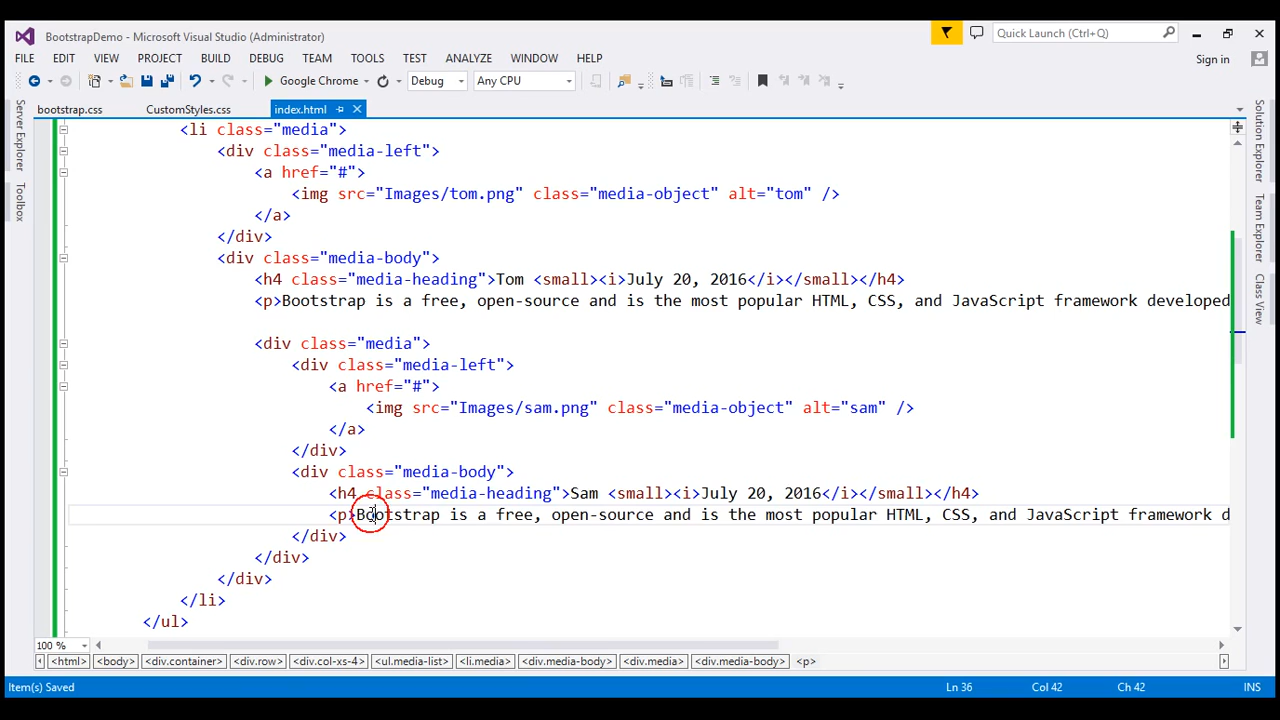 BootstrapDemo - Microsoft Visual Studio (Administrator)
Quick Launch (Ctrl+Q)
FILE EDIT VIEW PROJECT BUILD DEBUG TEAM TOOLS TEST ANALYZE WINDOW HELP
Sign in
Google Chrome Debug Any CPU
bootstrap.css CustomStyles.css index.html
Server Explorer
Toolbox
Solution Explorer
Team Explorer
Class View
<li class="media">
<div class="media-left">
<a href="#">
<img src="Images/tom.png" class="media-object" alt="tom" />
</a>
</div>
<div class="media-body">
<h4 class="media-heading">Tom <small><i>July 20, 2016</i></small></h4>
<p>Bootstrap is a free, open-source and is the most popular HTML, CSS, and JavaScript framework developed
<div class="media">
<div class="media-left">
<a href="#">
<img src="Images/sam.png" class="media-object" alt="sam" />
</a>
</div>
<div class="media-body">
<h4 class="media-heading">Sam <small><i>July 20, 2016</i></small></h4>
<p>Bootstrap is a free, open-source and is the most popular HTML, CSS, and JavaScript framework d
</div>
</div>
</div>
</li>
</ul>
100 %
<html> <body> <div.container> <div.row> <div.col-xs-4> <ul.media-list> <li.media> <div.media-body> <div.media> <div.media-body> <p>
Item(s) Saved Ln 36 Col 42 Ch 42 INS